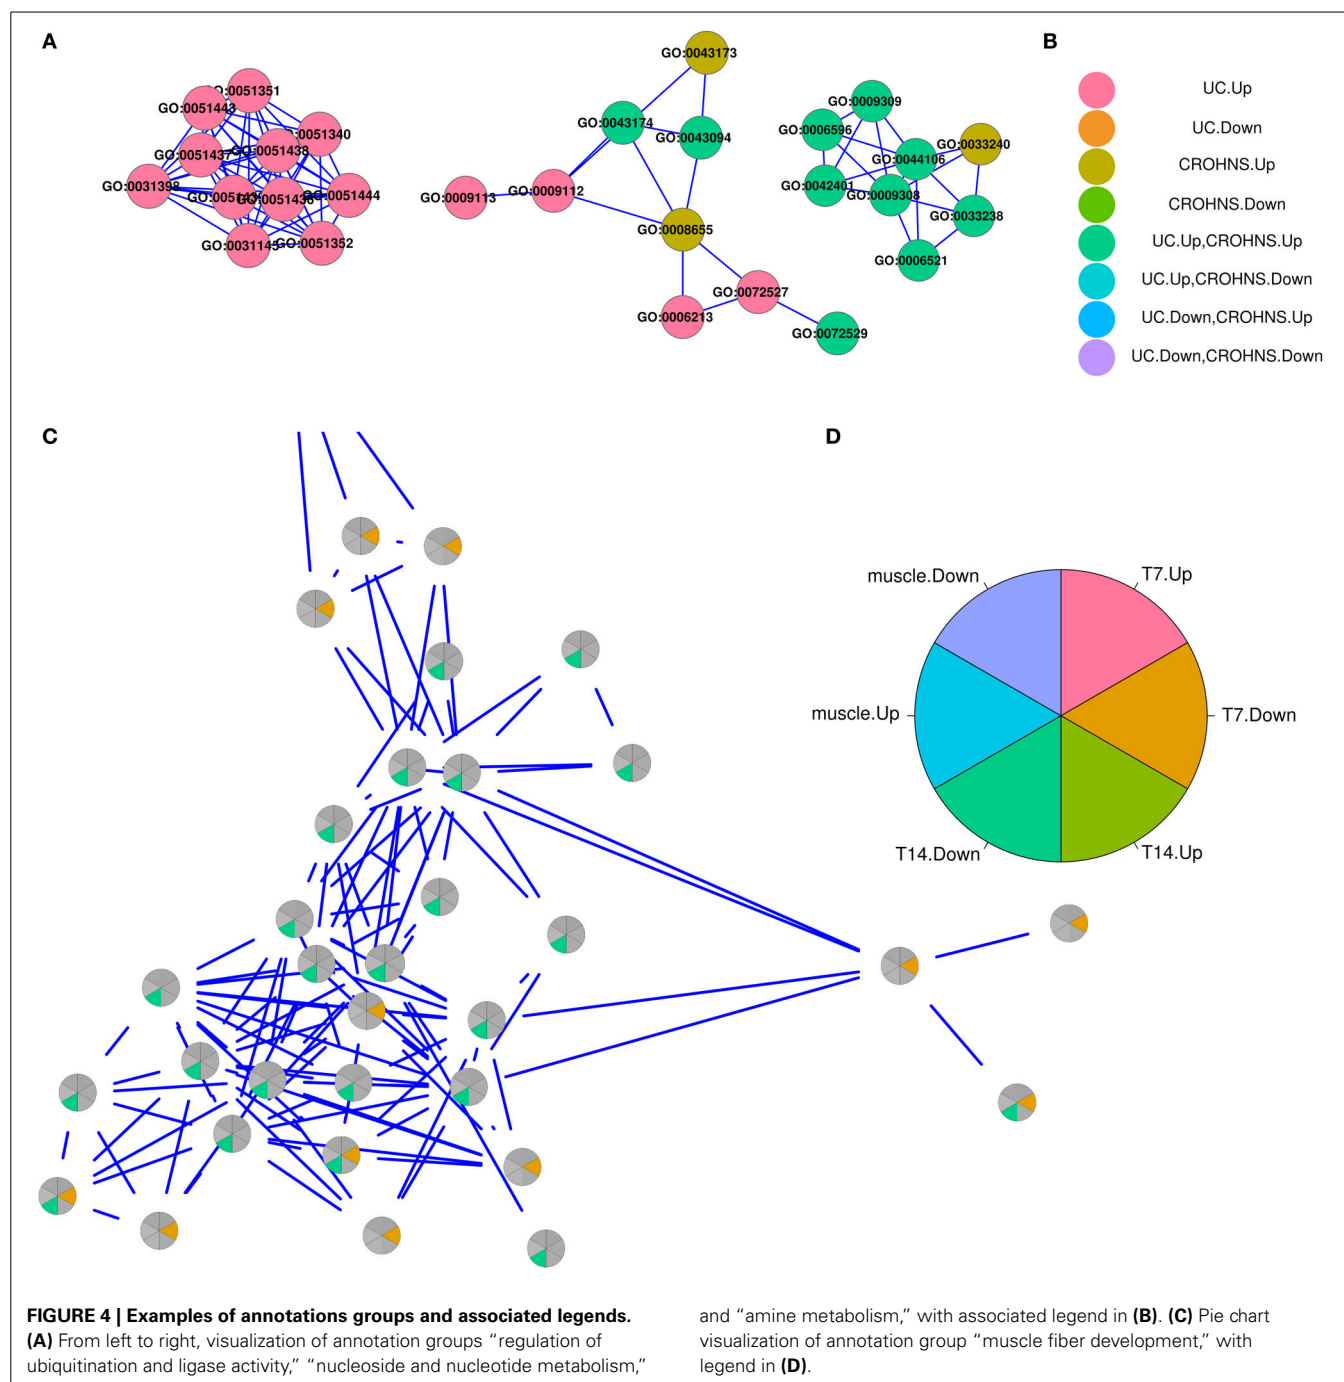 A
B
GO:0051443
GO:0051340
GO:0051437
GO:0051438
GO:0031398
GO:0051436
GO:0051444
GO:0031145
GO:0051352
GO:0043173
GO:0043174
GO:0043094
GO:0009113
GO:0009112
GO:0008655
GO:0072527
GO:0006213
GO:0072529
GO:0009309
GO:0006596
GO:0033240
GO:0044106
GO:0042401
GO:0009308
GO:0033238
GO:0006521
UC.Up
UC.Down
CROHNS.Up
CROHNS.Down
UC.Up,CROHNS.Up
UC.Up,CROHNS.Down
UC.Down,CROHNS.Up
UC.Down,CROHNS.Down
C
D
muscle.Down
T7.Up
muscle.Up
T7.Down
T14.Down
T14.Up
FIGURE 4 | Examples of annotations groups and associated legends.
(A) From left to right, visualization of annotation groups “regulation of
ubiquitination and ligase activity,” “nucleoside and nucleotide metabolism,”
and “amine metabolism,” with associated legend in (B). (C) Pie chart
visualization of annotation group “muscle fiber development,” with
legend in (D).